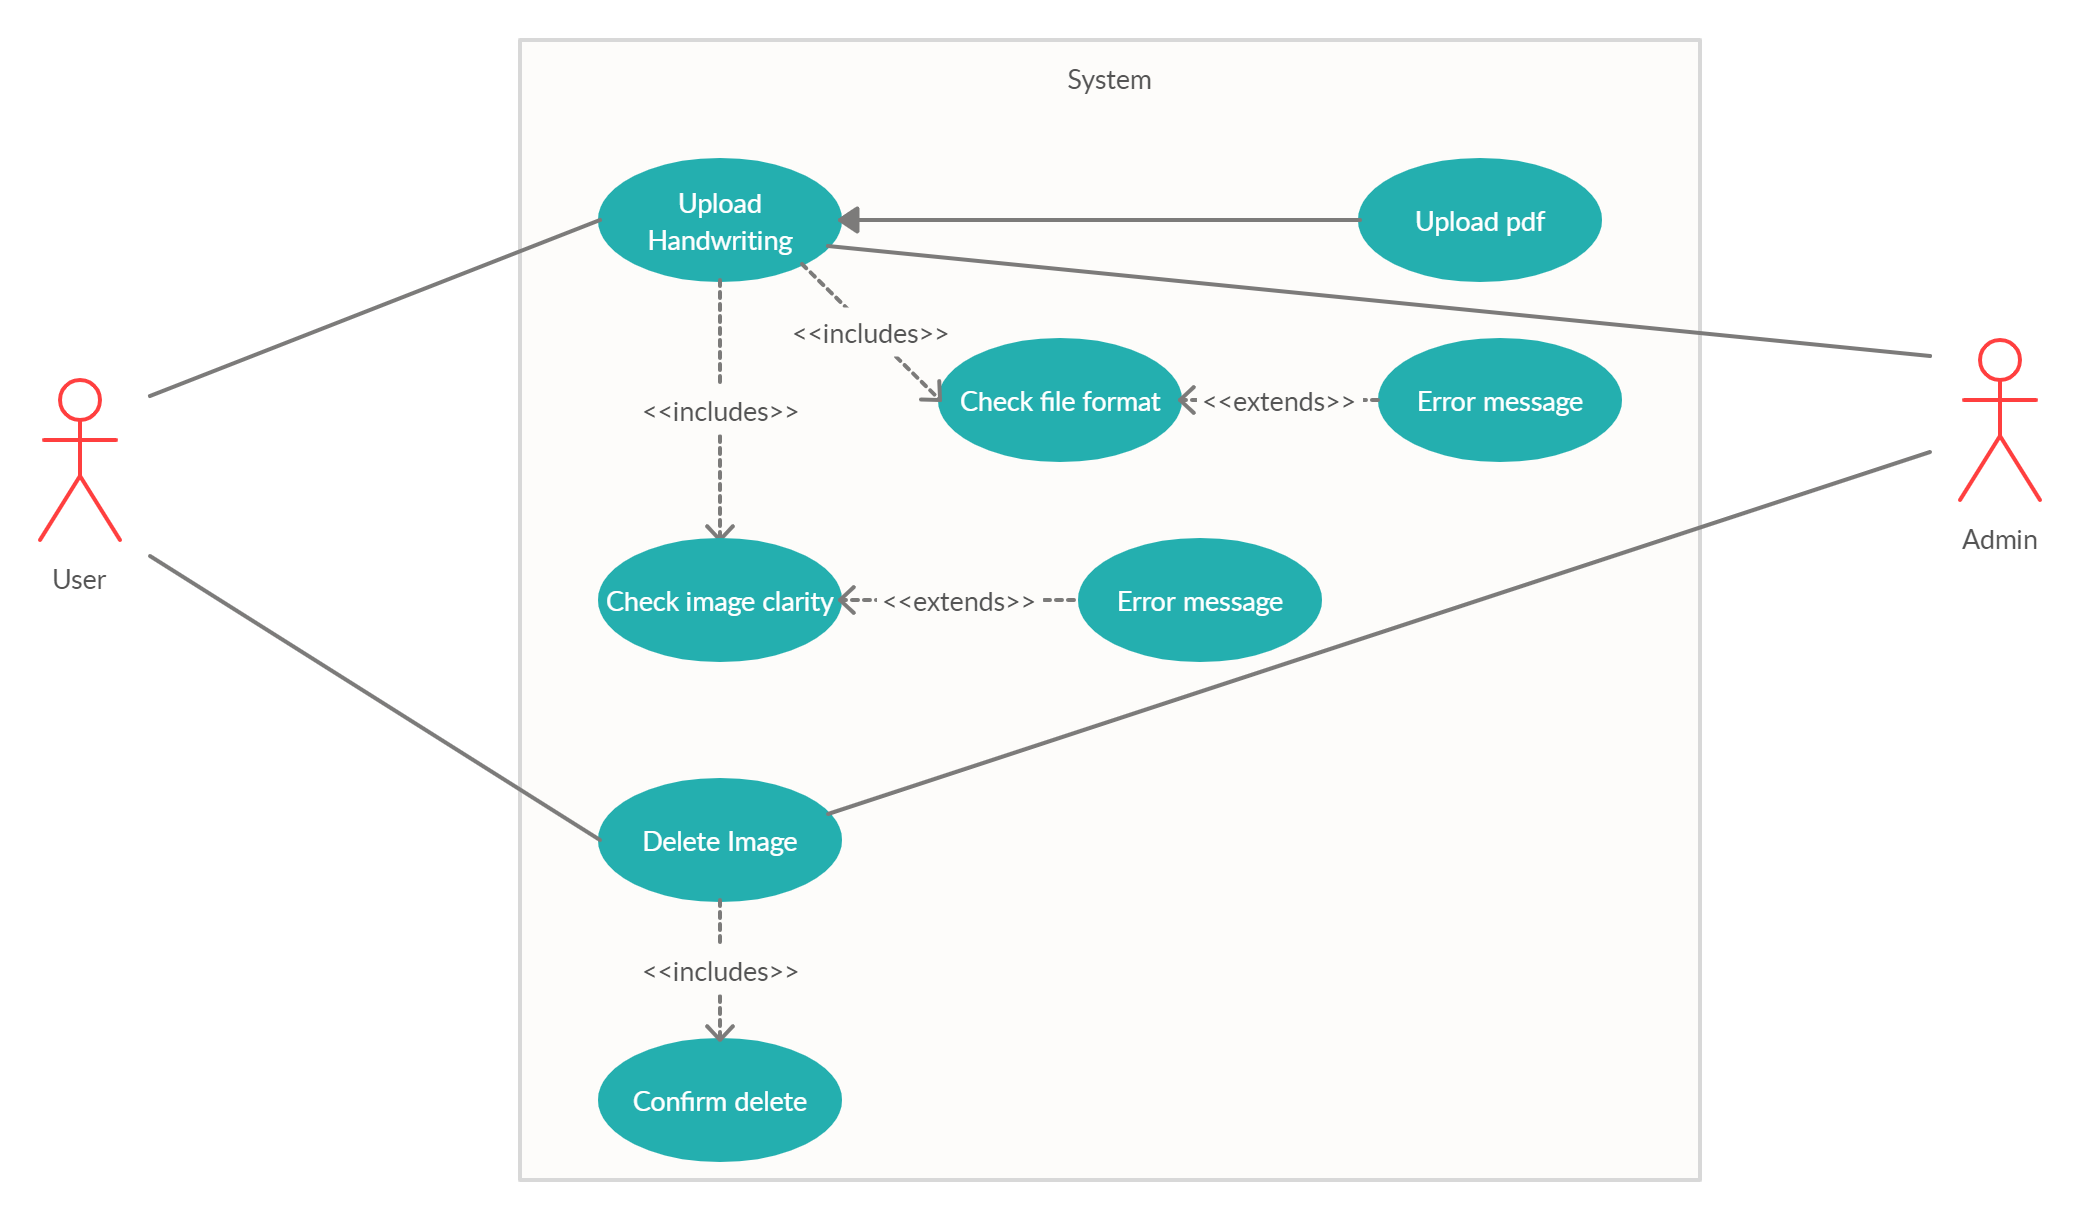 System
Upload
Handwriting
Upload pdf
<<includes>>
Check file format
<<extends>>
Error message
<<includes>>
User
Admin
Check image clarity
<<extends>>
Error message
Delete Image
<<includes>>
Confirm delete